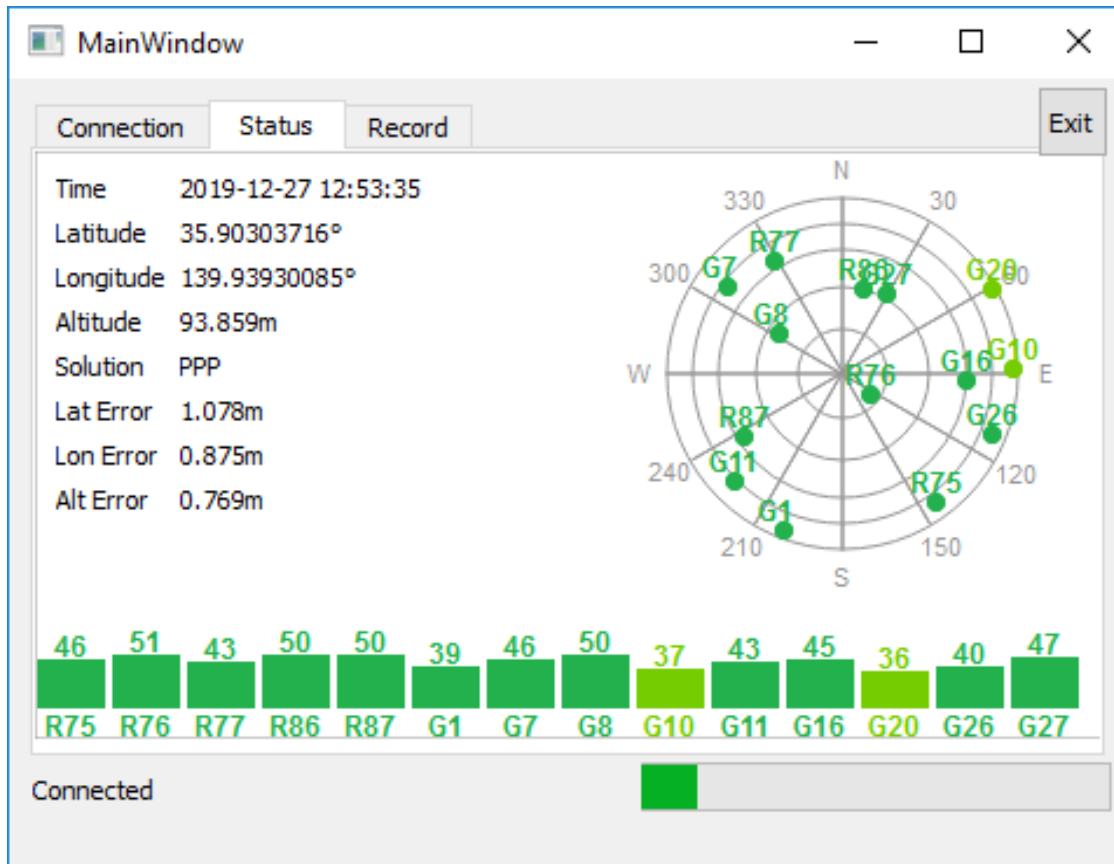 MainWindow
Connection Status Record Exit
Time 2019-12-27 12:53:35
Latitude 35.90303716°
Longitude 139.93930085°
Altitude 93.859m
Solution PPP
Lat Error 1.078m
Lon Error 0.875m
Alt Error 0.769m
N
330 30
R77
G7 300 R86 G27 G20 60
G8
G10
W R76 G16 E
R87 G26
240 G11 120
R75
G1
210 150
S
46 51 43 50 50 39 46 50 37 43 45 36 40 47
R75 R76 R77 R86 R87 G1 G7 G8 G10 G11 G16 G20 G26 G27
Connected